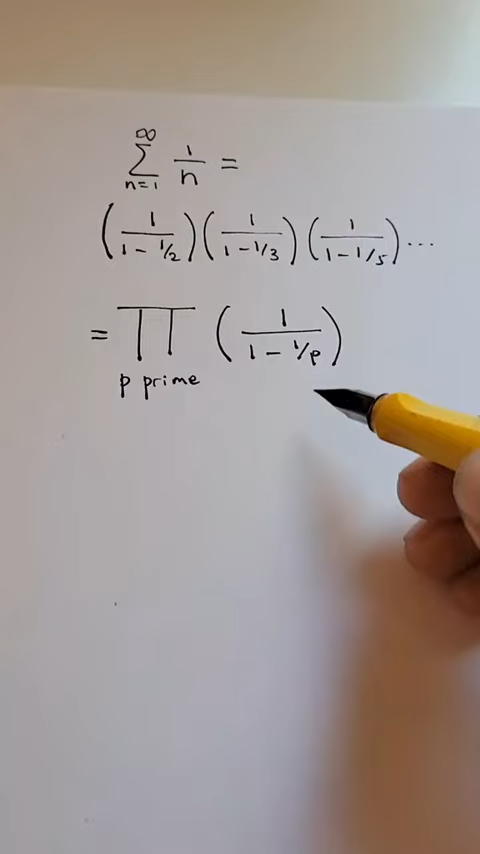 ∞
∑ 1/n =
n=1
(1/(1 - 1/2)) (1/(1 - 1/3)) (1/(1 - 1/5)) ...
= ∏ (1/(1 - 1/p))
p prime